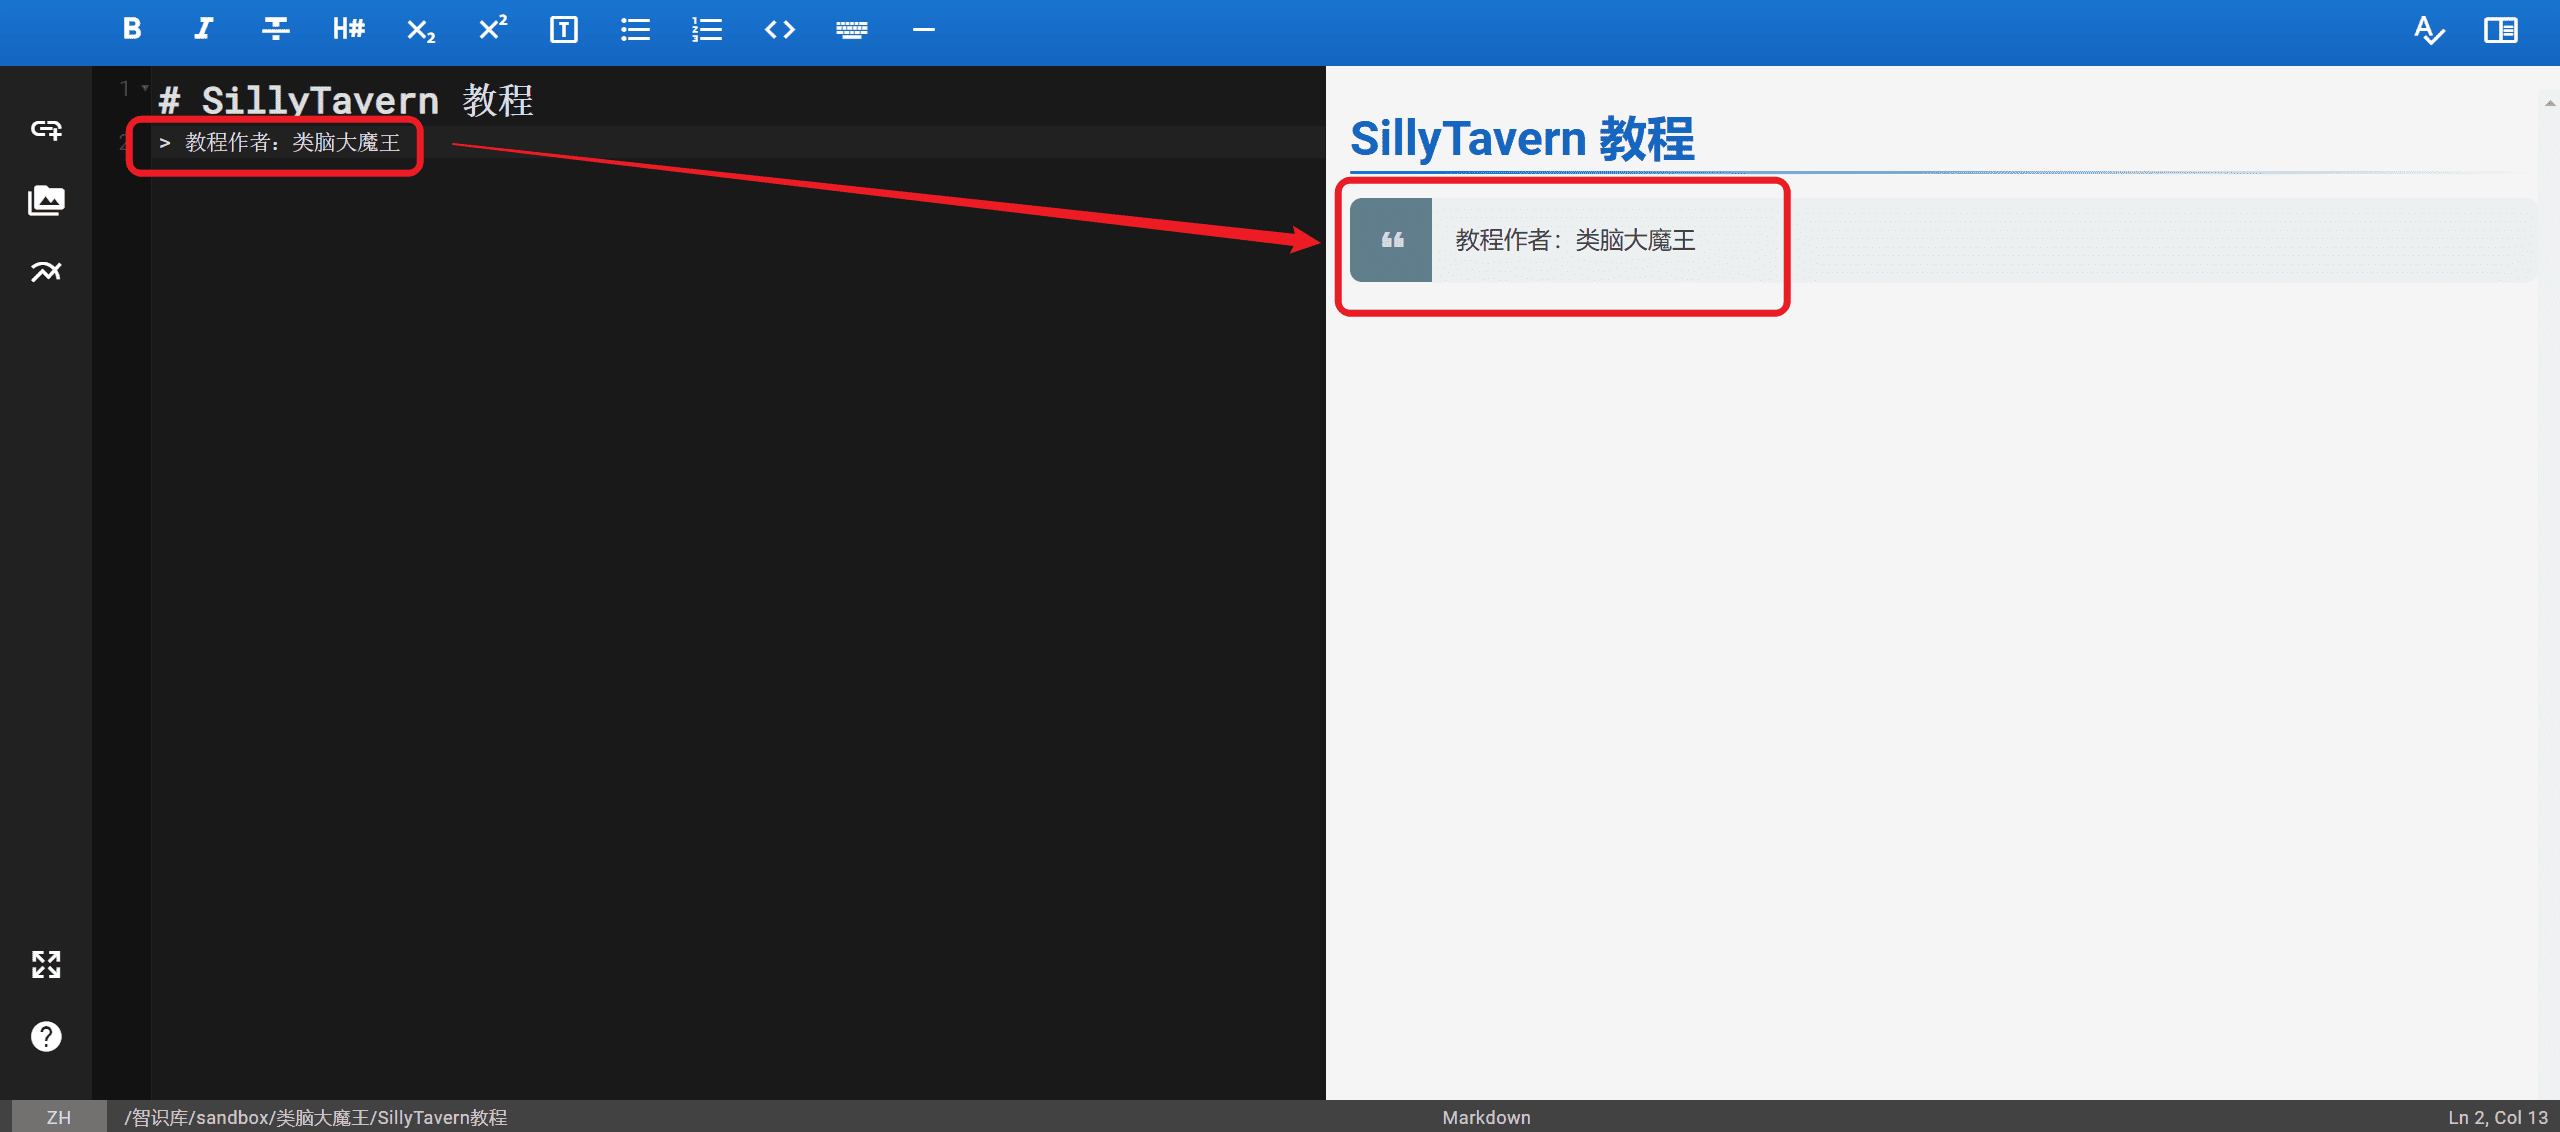 B I S H# X₂ X² T <>
1 # SillyTavern 教程
2 > 教程作者：类脑大魔王
SillyTavern 教程
教程作者：类脑大魔王
ZH /智识库/sandbox/类脑大魔王/SillyTavern教程 Markdown Ln 2, Col 13